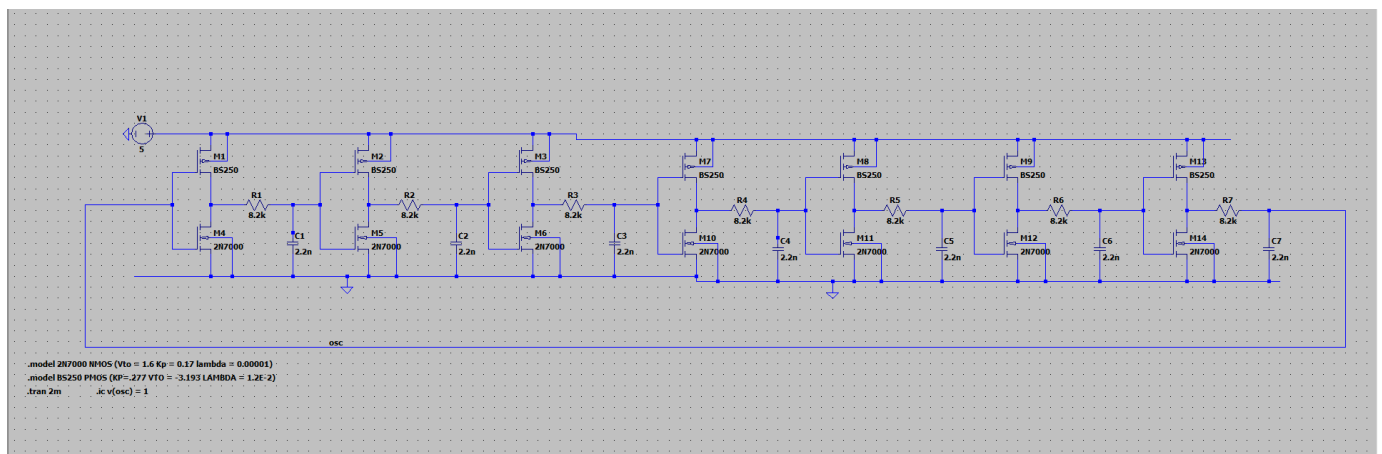 V1
5
M1
BS250
M4
2N7000
R1
8.2k
C1
2.2n
M2
BS250
M5
2N7000
R2
8.2k
C2
2.2n
M3
BS250
M6
2N7000
R3
8.2k
C3
2.2n
M7
BS250
M10
2N7000
R4
8.2k
C4
2.2n
M8
BS250
M11
2N7000
R5
8.2k
C5
2.2n
M9
BS250
M12
2N7000
R6
8.2k
C6
2.2n
M13
BS250
M14
2N7000
R7
8.2k
C7
2.2n
osc
.model 2N7000 NMOS (Vto = 1.6 Kp = 0.17 lambda = 0.00001)
.model BS250 PMOS (KP=.277 VTO = -3.193 LAMBDA = 1.2E-2)
.tran 2m .ic v(osc) = 1